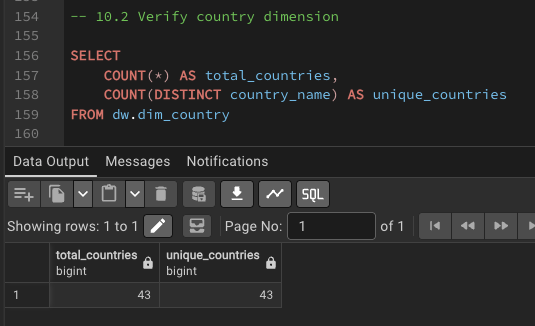 154 -- 10.2 Verify country dimension
155
156 SELECT
157 COUNT(*) AS total_countries,
158 COUNT(DISTINCT country_name) AS unique_countries
159 FROM dw.dim_country
160
Data Output Messages Notifications
SQL
Showing rows: 1 to 1 Page No: 1 of 1
total_countries unique_countries
bigint bigint
1 43 43